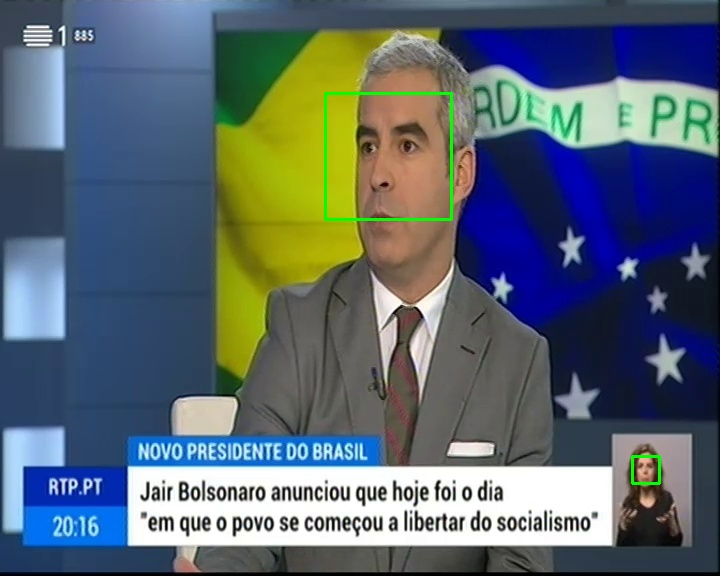 1 885
RDEM E PR
NOVO PRESIDENTE DO BRASIL
RTP.PT
Jair Bolsonaro anunciou que hoje foi o dia
20:16
"em que o povo se começou a libertar do socialismo"